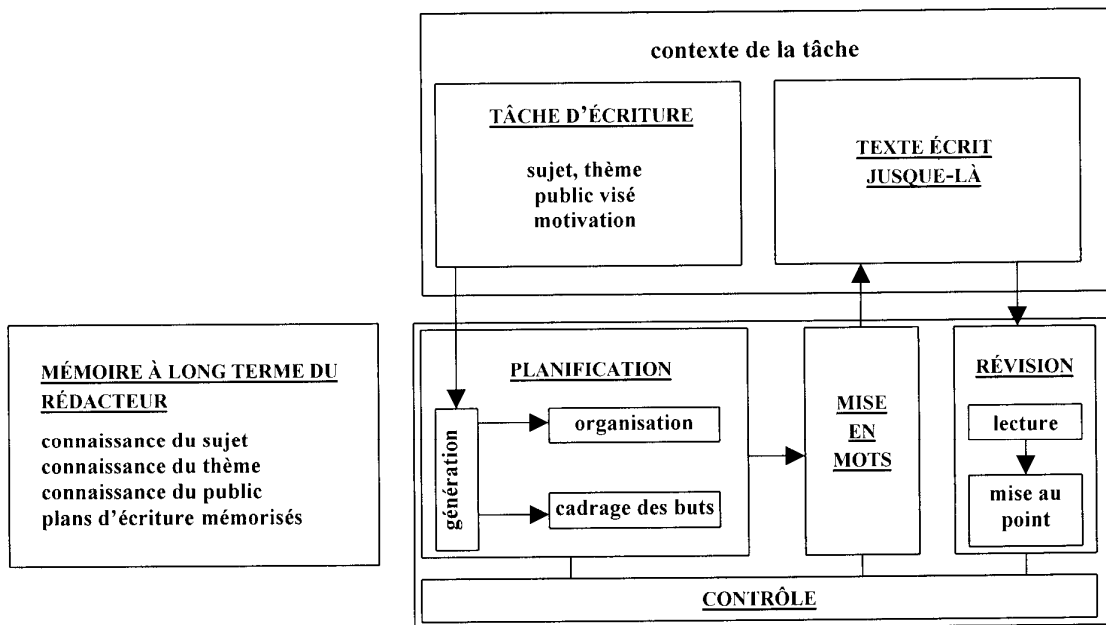 contexte de la tâche
TÂCHE D'ÉCRITURE
sujet, thème
public visé
motivation
TEXTE ÉCRIT
JUSQUE-LÀ
MÉMOIRE À LONG TERME DU
RÉDACTEUR
connaissance du sujet
connaissance du thème
connaissance du public
plans d'écriture mémorisés
PLANIFICATION
génération
organisation
cadrage des buts
MISE
EN
MOTS
RÉVISION
lecture
mise au
point
CONTRÔLE